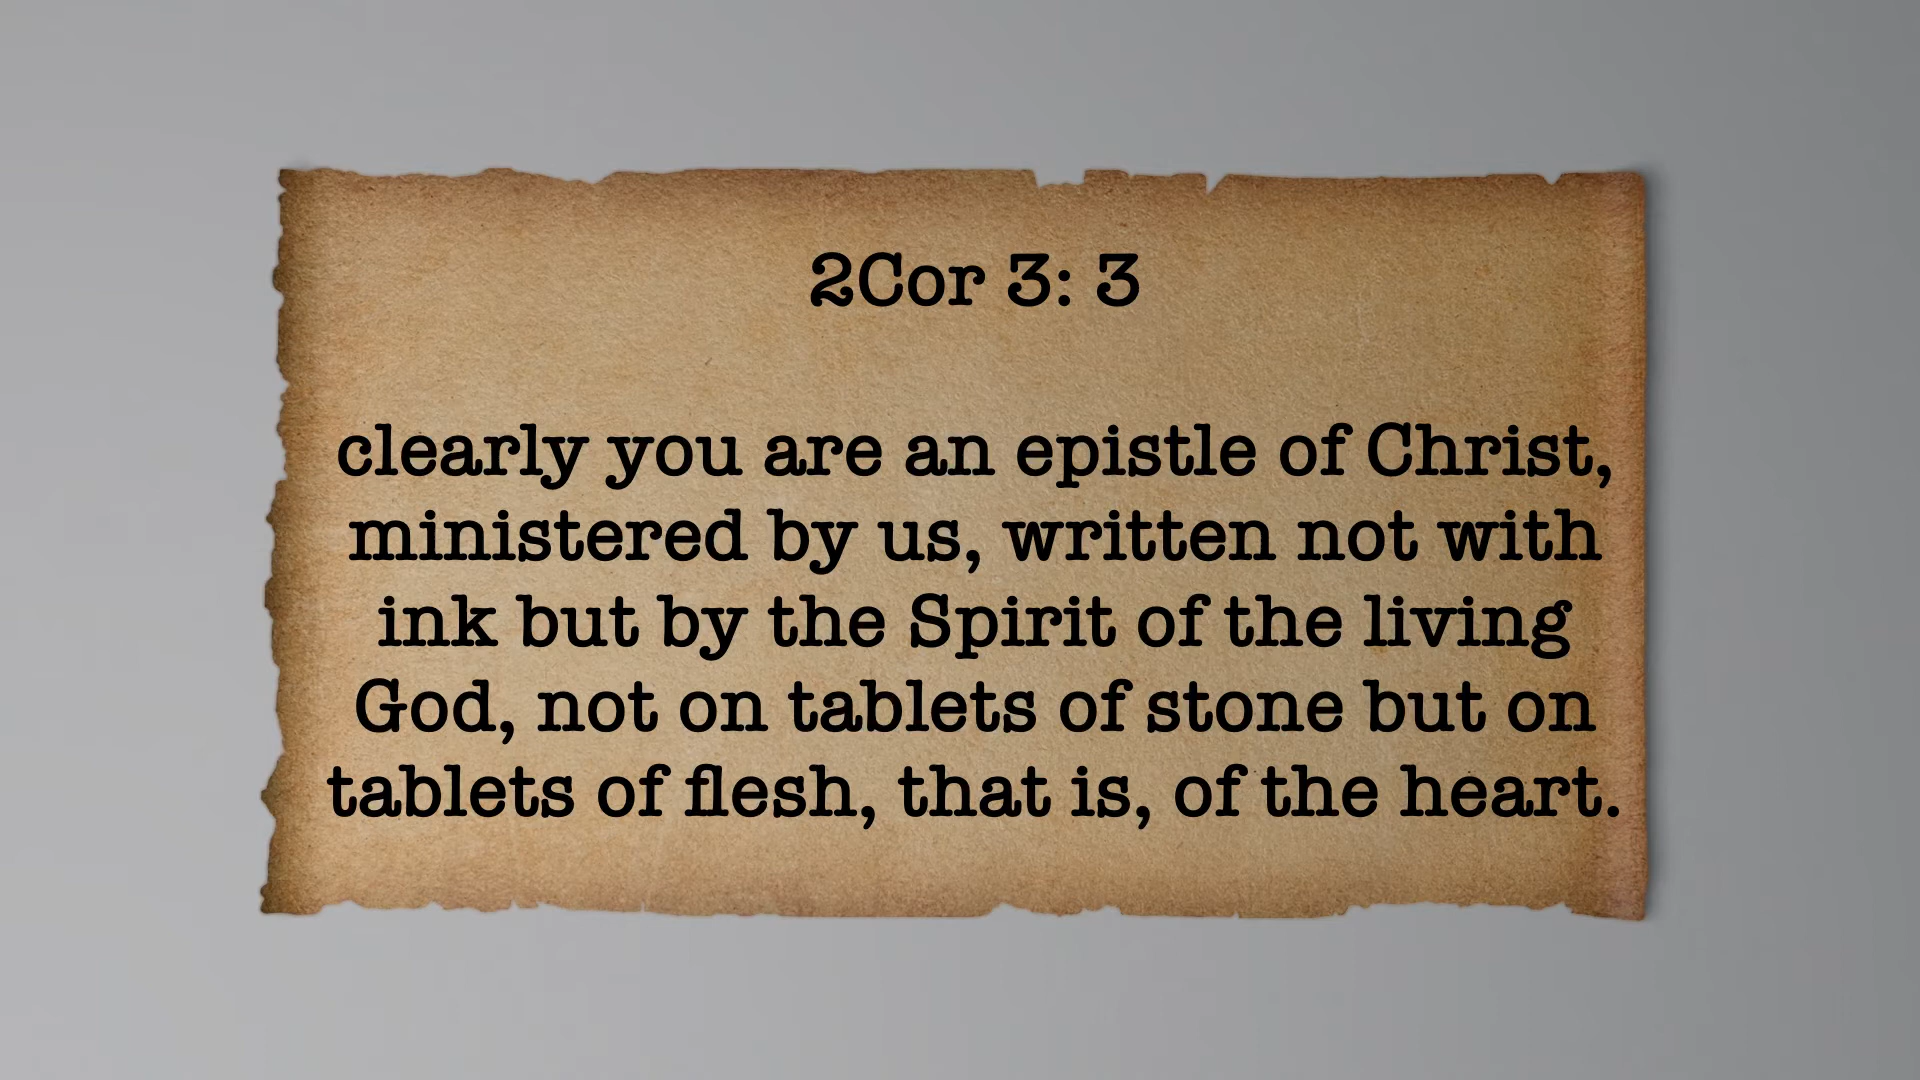 2Cor 3: 3
clearly you are an epistle of Christ,
ministered by us, written not with
ink but by the Spirit of the living
God, not on tablets of stone but on
tablets of flesh, that is, of the heart.